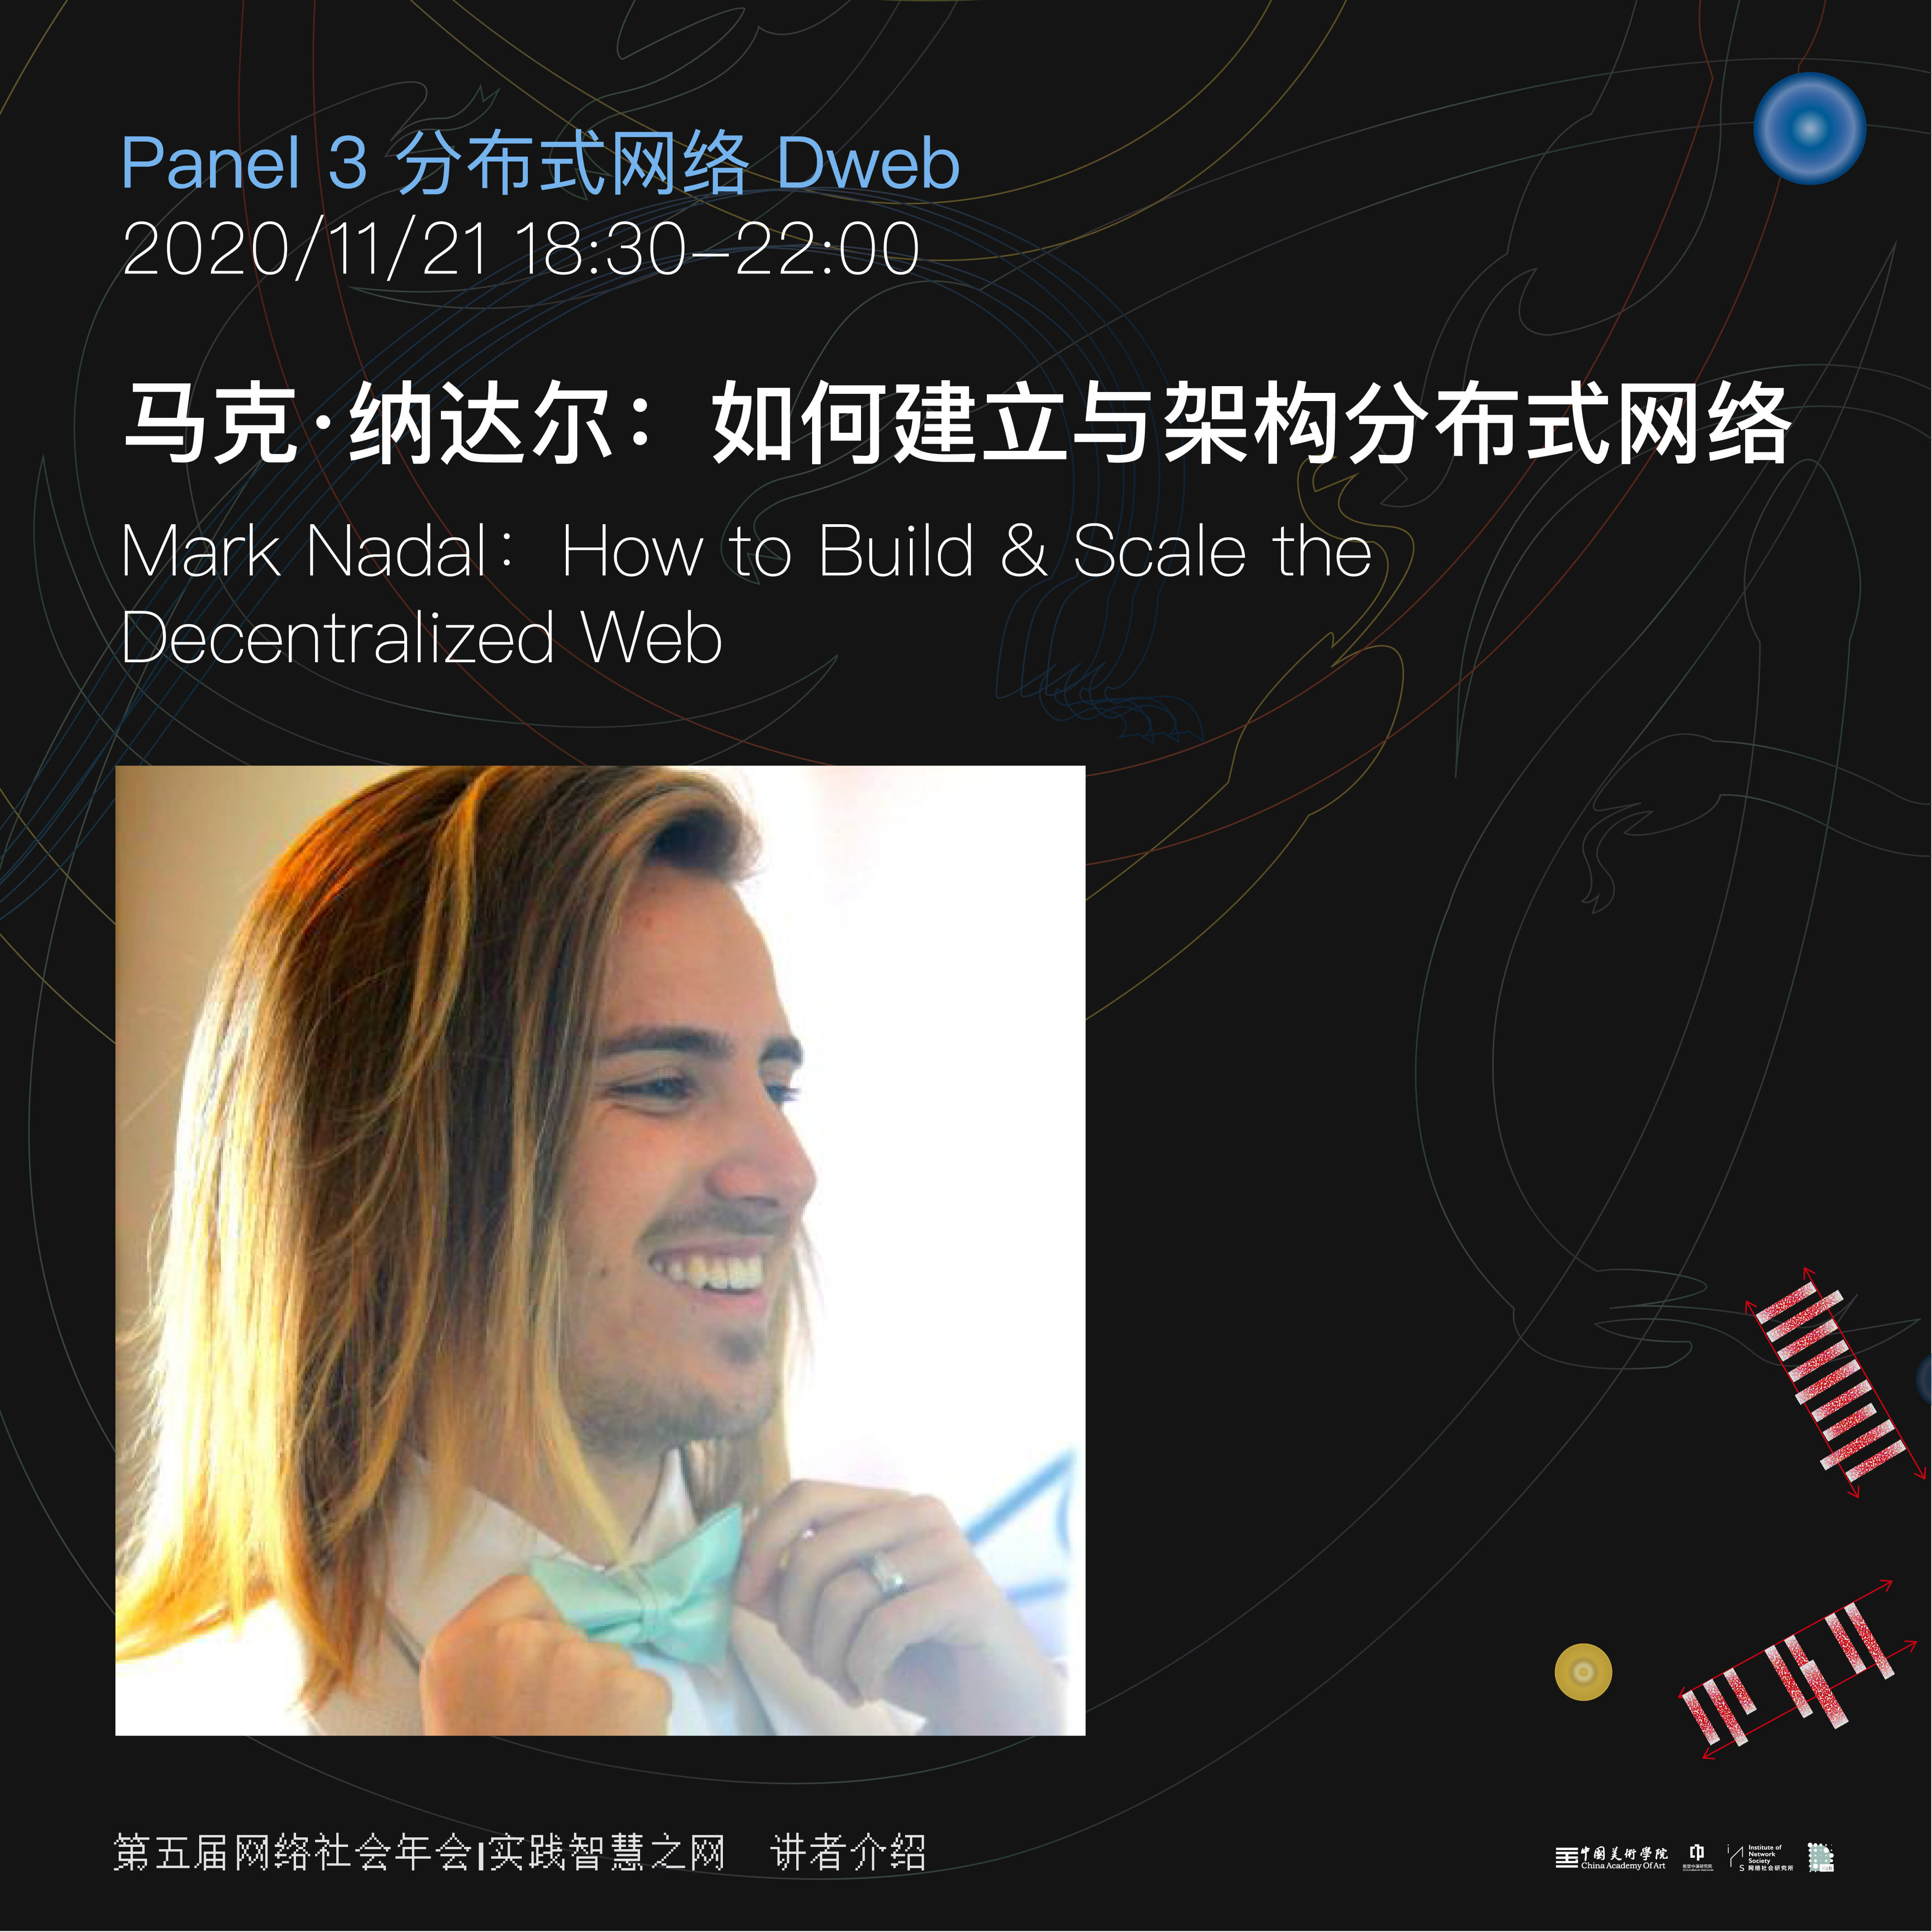 Panel 3 分布式网络 Dweb
2020/11/21 18:30-22:00
马克·纳达尔：如何建立与架构分布式网络
Mark Nadal：How to Build & Scale the
Decentralized Web
第五届网络社会年会|实践智慧之网 讲者介绍
中国美術學院
China Academy Of Art
Institute of
Network
Society
网络社会研究所